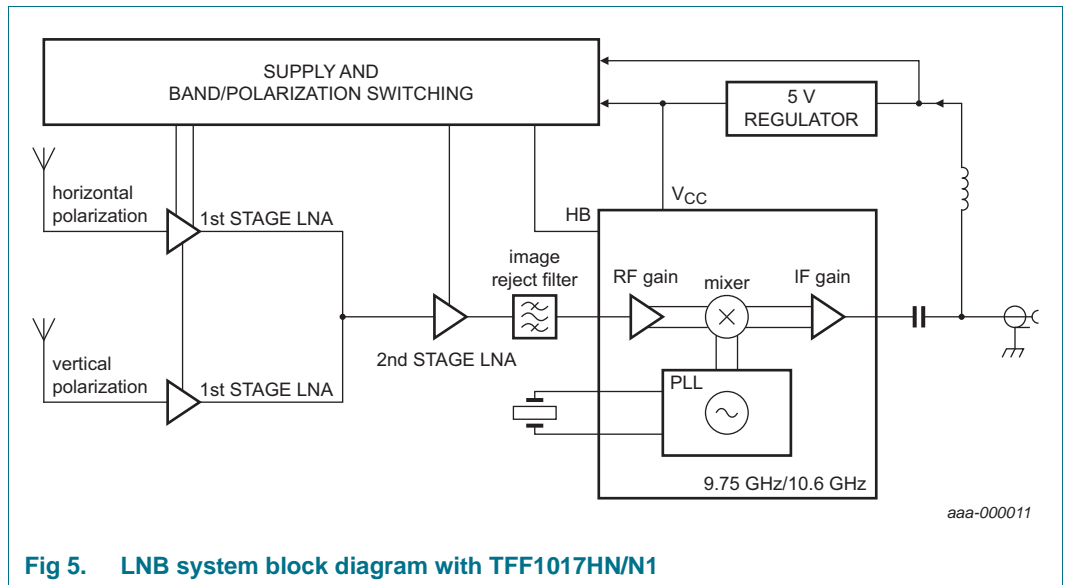 SUPPLY AND
BAND/POLARIZATION SWITCHING
5 V
REGULATOR
horizontal
polarization
1st STAGE LNA
HB
VCC
image
reject filter
RF gain
mixer
IF gain
2nd STAGE LNA
vertical
polarization
1st STAGE LNA
PLL
9.75 GHz/10.6 GHz
aaa-000011
Fig 5. LNB system block diagram with TFF1017HN/N1